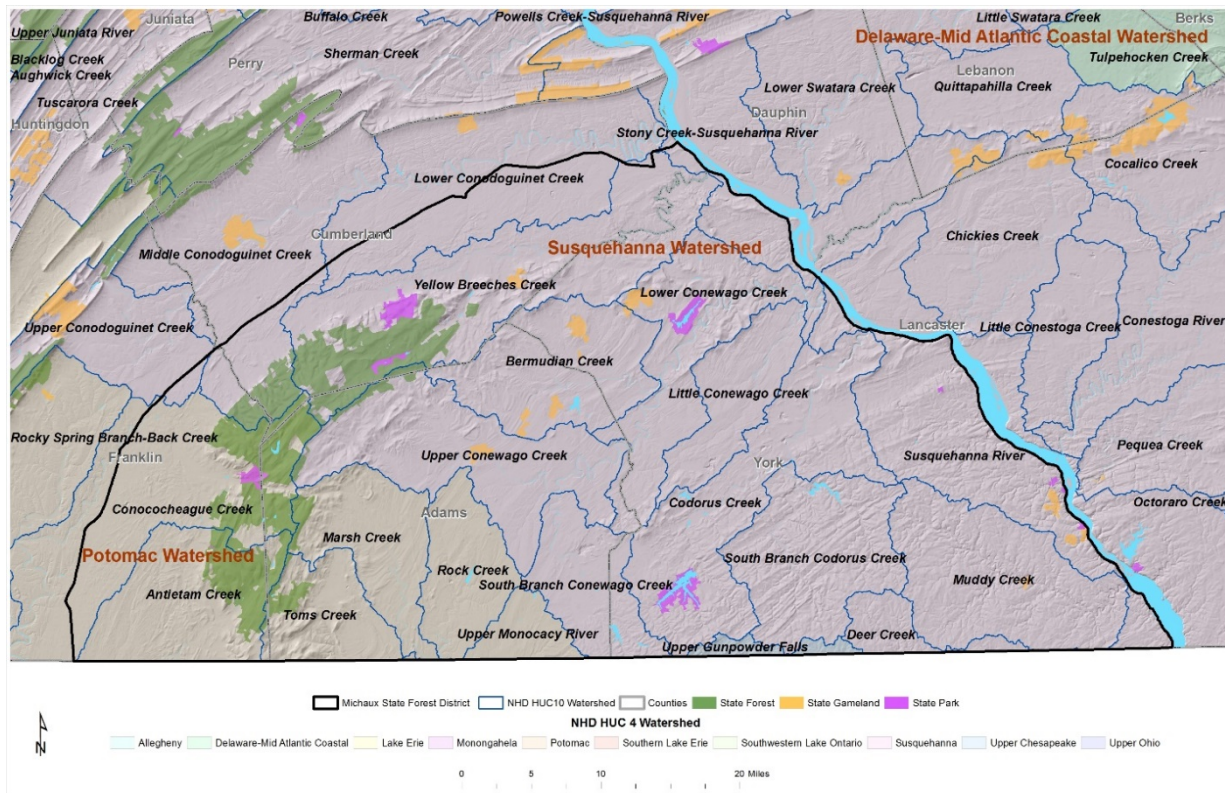 Juniata
Buffalo Creek
Powells Creek-Susquehanna River
Little Swatara Creek
Berks
Upper Juniata River
Sherman Creek
Delaware-Mid Atlantic Coastal Watershed
Blacklog Creek
Perry
Tulpehocken Creek
Aughwick Creek
Lebanon
Lower Swatara Creek
Quittapahilla Creek
Tuscarora Creek
Dauphin
Huntingdon
Stony Creek-Susquehanna River
Cocalico Creek
Lower Conodoguinet Creek
Cumberland
Chickies Creek
Middle Conodoguinet Creek
Susquehanna Watershed
Yellow Breeches Creek
Lower Conewago Creek
Upper Conodoguinet Creek
Lancaster
Little Conestoga Creek
Conestoga River
Bermudian Creek
Little Conewago Creek
Rocky Spring Branch-Back Creek
Franklin
Upper Conewago Creek
York
Susquehanna River
Pequea Creek
Conococheague Creek
Adams
Codorus Creek
Octoraro Creek
Marsh Creek
Potomac Watershed
Rock Creek
South Branch Codorus Creek
South Branch Conewago Creek
Muddy Creek
Antietam Creek
Toms Creek
Upper Monocacy River
Deer Creek
Upper Gunpowder Falls
Michaux State Forest District
NHD HUC10 Watershed
Counties
State Forest
State Gameland
State Park
NHD HUC 4 Watershed
Allegheny
Delaware-Mid Atlantic Coastal
Lake Erie
Monongahela
Potomac
Southern Lake Erie
Southwestern Lake Ontario
Susquehanna
Upper Chesapeake
Upper Ohio
N
0 5 10 20 Miles